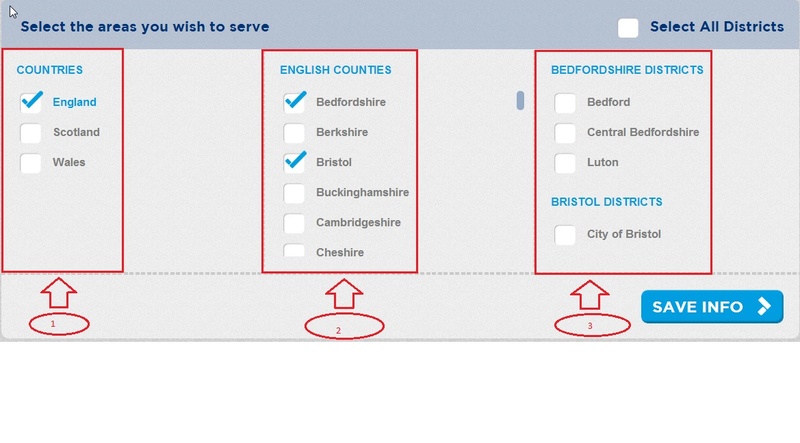 Select the areas you wish to serve
Select All Districts
COUNTRIES
England
Scotland
Wales
ENGLISH COUNTIES
Bedfordshire
Berkshire
Bristol
Buckinghamshire
Cambridgeshire
Cheshire
BEDFORDSHIRE DISTRICTS
Bedford
Central Bedfordshire
Luton
BRISTOL DISTRICTS
City of Bristol
1
2
3
SAVE INFO